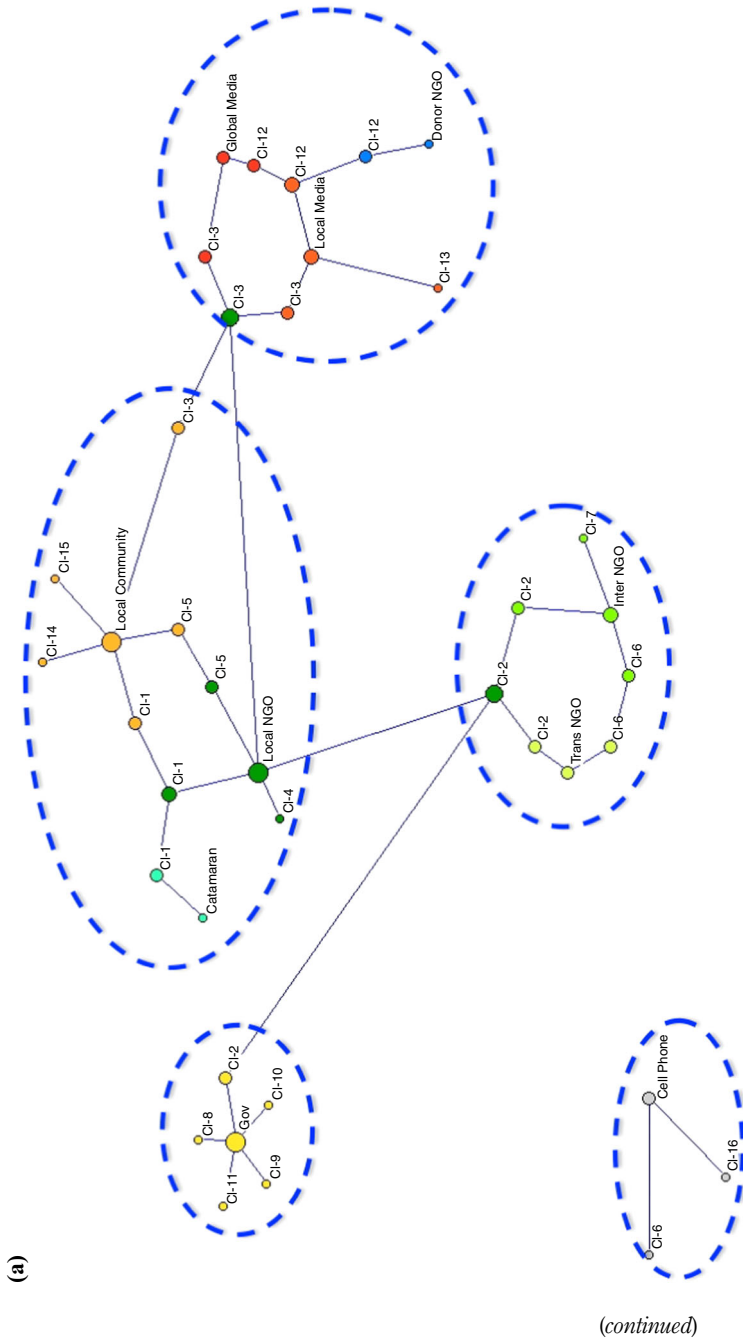 (a)
Cl-14
Cl-15
Local Community
Cl-3
Cl-1
Cl-5
Cl-1
Cl-5
Cl-1
Catamaran
Local NGO
Cl-4
Cl-3
Cl-3
Global Media
Cl-12
Cl-12
Local Media
Cl-3
Cl-12
Donor NGO
Cl-13
Cl-8
Cl-2
Cl-10
Gov
Cl-11
Cl-9
Cl-2
Cl-2
Cl-7
Inter NGO
Cl-2
Trans NGO
Cl-6
Cl-6
Cell Phone
Cl-6
Cl-16
(continued)